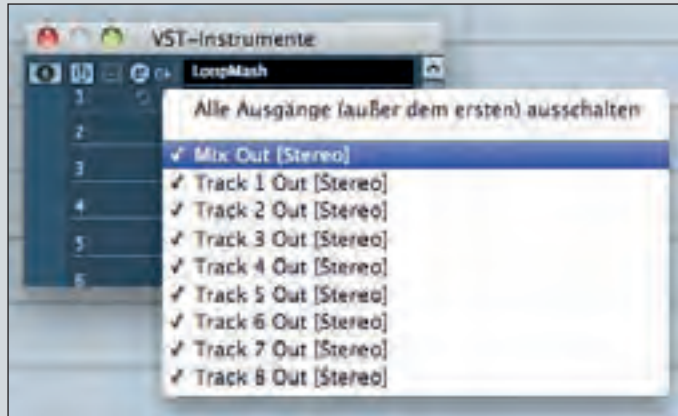 VST-Instrumente
LoopMash
1
2
3
4
5
6
Alle Ausgänge (außer dem ersten) ausschalten
✓ Mix Out [Stereo]
✓ Track 1 Out [Stereo]
✓ Track 2 Out [Stereo]
✓ Track 3 Out [Stereo]
✓ Track 4 Out [Stereo]
✓ Track 5 Out [Stereo]
✓ Track 6 Out [Stereo]
✓ Track 7 Out [Stereo]
✓ Track 8 Out [Stereo]